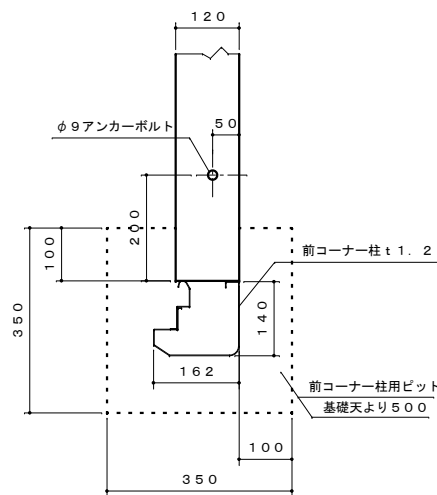 １２０
５０
φ９アンカーボルト
２００
１００
前コーナー柱ｔ１．２
３５０
１４０
１６２
前コーナー柱用ピット
基礎天より５００
１００
３５０